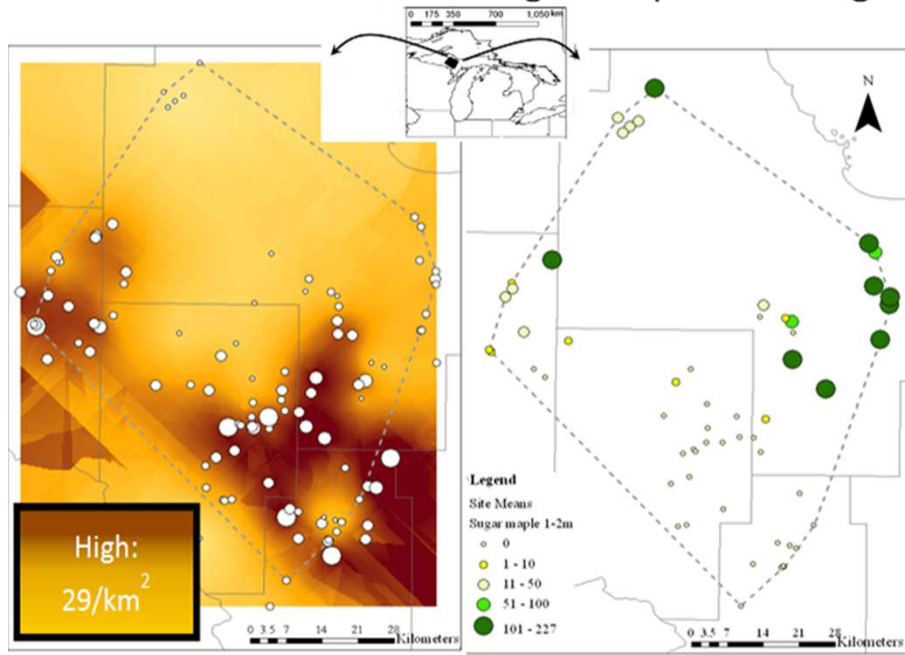 0 175 350 700 1,050 km
N
High:
29/km²
Legend
Site Means
Sugar maple 1-2m
0
1 - 10
11 - 50
51 - 100
101 - 227
0 3.5 7 14 21 28
Kilometers
0 3.5 7 14 21 28
Kilometers